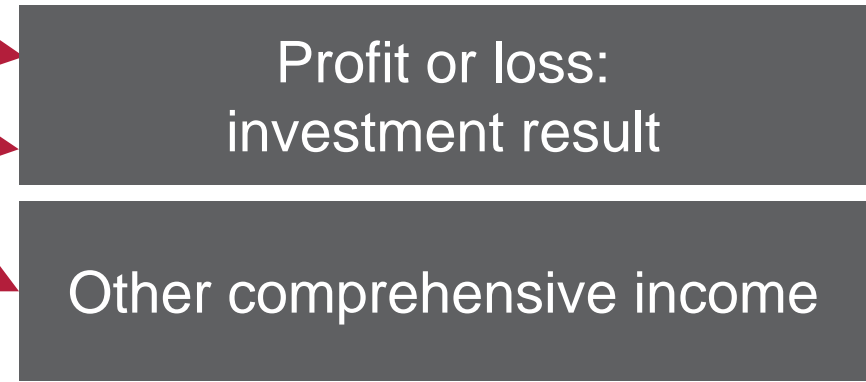 Profit or loss:
investment result
Other comprehensive income